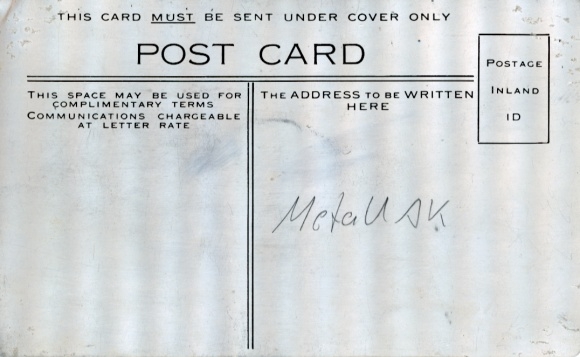 THIS CARD MUST BE SENT UNDER COVER ONLY
POST CARD
THIS SPACE MAY BE USED FOR
COMPLIMENTARY TERMS
COMMUNICATIONS CHARGEABLE
AT LETTER RATE
THE ADDRESS TO BE WRITTEN
HERE
POSTAGE
INLAND
1D
Metall AK